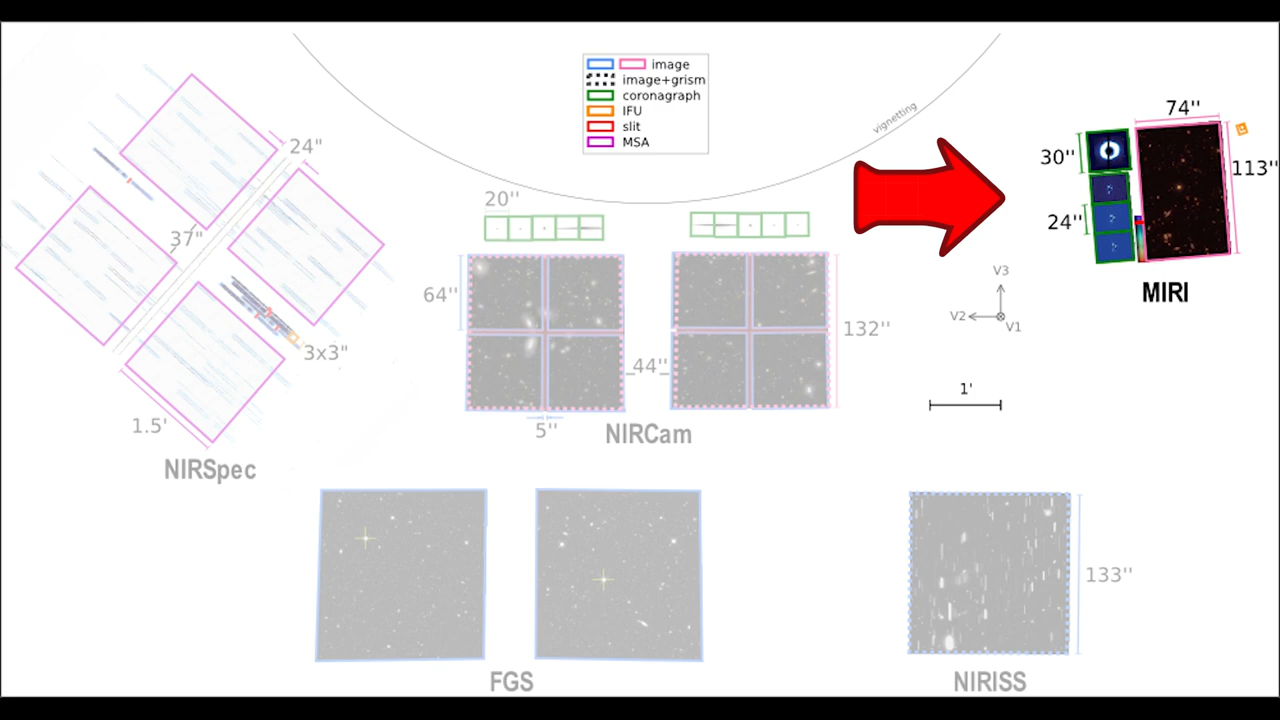 image
image+grism
coronagraph
IFU
slit
MSA
vignetting
24''
37''
3x3"
1.5'
NIRSpec
20''
64''
44''
132''
5''
NIRCam
74''
30''
113''
24''
MIRI
V3
V2
V1
1'
FGS
133''
NIRISS